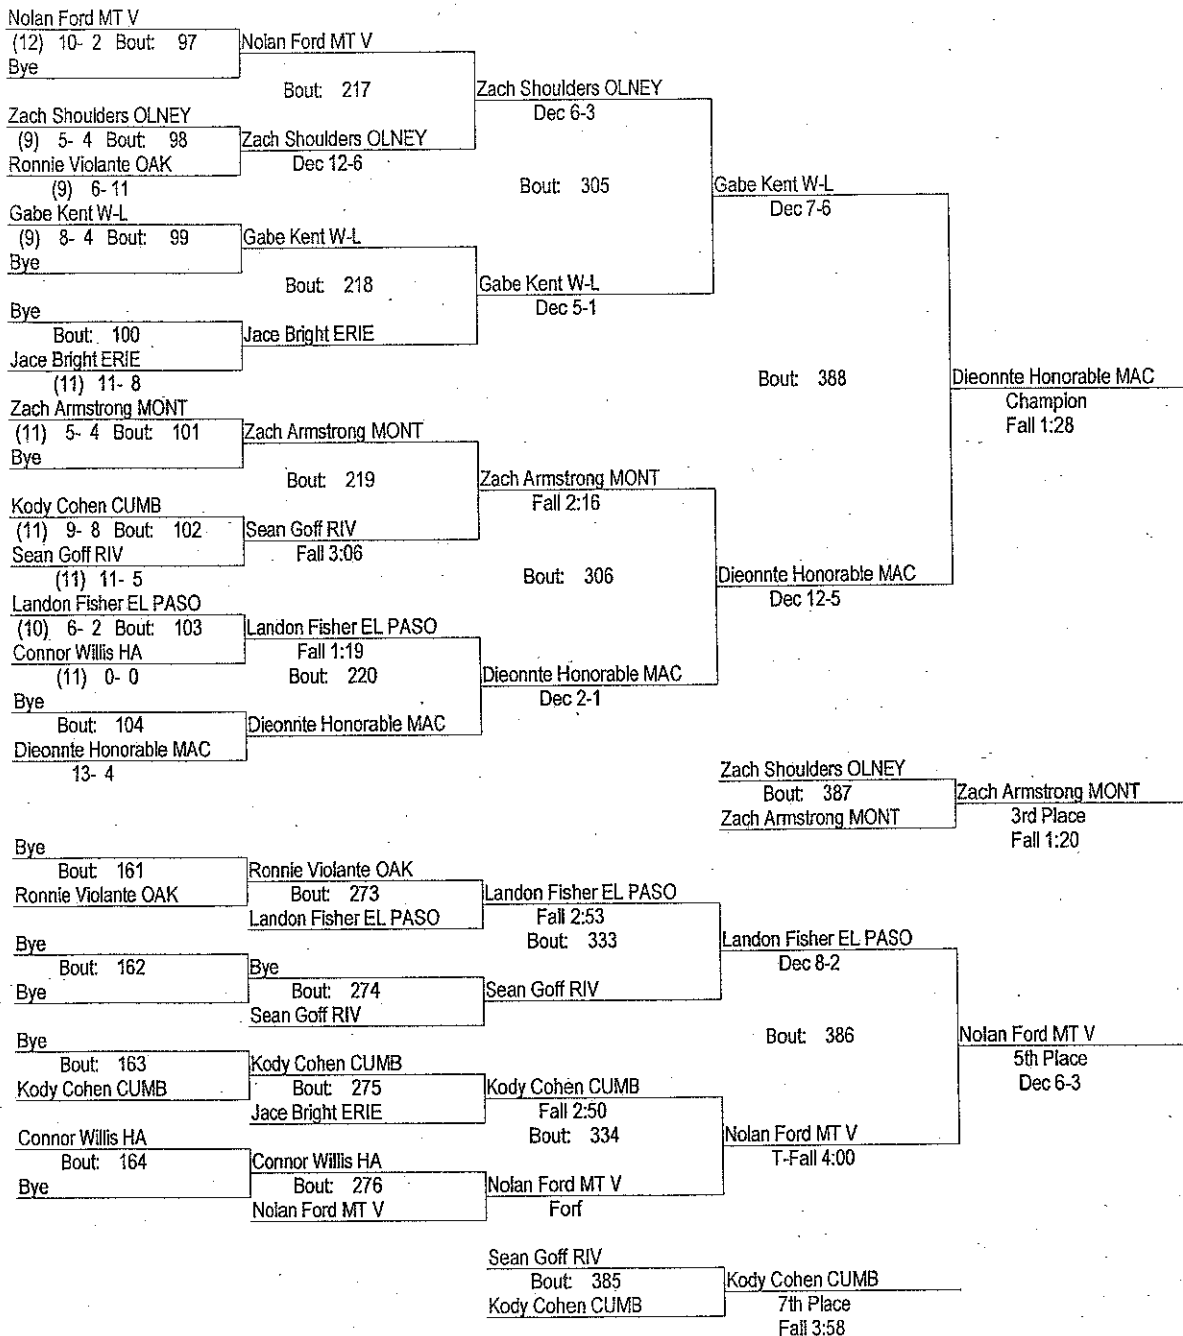 Nolan Ford MT V
(12) 10- 2 Bout: 97
Bye
Nolan Ford MT V
Bout: 217
Zach Shoulders OLNEY
(9) 5- 4 Bout: 98
Ronnie Violante OAK
(9) 6- 11
Zach Shoulders OLNEY
Dec 12-6
Zach Shoulders OLNEY
Dec 6-3
Bout: 305
Gabe Kent W-L
(9) 8- 4 Bout: 99
Bye
Gabe Kent W-L
Bout: 218
Bye
Bout: 100
Jace Bright ERIE
(11) 11- 8
Jace Bright ERIE
Gabe Kent W-L
Dec 5-1
Gabe Kent W-L
Dec 7-6
Bout: 388
Zach Armstrong MONT
(11) 5- 4 Bout: 101
Bye
Zach Armstrong MONT
Bout: 219
Kody Cohen CUMB
(11) 9- 8 Bout: 102
Sean Goff RIV
(11) 11- 5
Sean Goff RIV
Fall 3:06
Zach Armstrong MONT
Fall 2:16
Bout: 306
Landon Fisher EL PASO
(10) 6- 2 Bout: 103
Connor Willis HA
(11) 0- 0
Landon Fisher EL PASO
Fall 1:19
Bout: 220
Bye
Bout: 104
Dieonnte Honorable MAC
13- 4
Dieonnte Honorable MAC
Dieonnte Honorable MAC
Dec 2-1
Dieonnte Honorable MAC
Dec 12-5
Dieonnte Honorable MAC
Champion
Fall 1:28
Zach Shoulders OLNEY
Bout: 387
Zach Armstrong MONT
Zach Armstrong MONT
3rd Place
Fall 1:20
Bye
Bout: 161
Ronnie Violante OAK
Ronnie Violante OAK
Bout: 273
Landon Fisher EL PASO
Landon Fisher EL PASO
Fall 2:53
Bout: 333
Bye
Bout: 162
Bye
Bye
Bout: 274
Sean Goff RIV
Sean Goff RIV
Landon Fisher EL PASO
Dec 8-2
Bout: 386
Bye
Bout: 163
Kody Cohen CUMB
Kody Cohen CUMB
Bout: 275
Jace Bright ERIE
Kody Cohen CUMB
Fall 2:50
Bout: 334
Connor Willis HA
Bout: 164
Bye
Connor Willis HA
Bout: 276
Nolan Ford MT V
Nolan Ford MT V
Forf
Nolan Ford MT V
T-Fall 4:00
Nolan Ford MT V
5th Place
Dec 6-3
Sean Goff RIV
Bout: 385
Kody Cohen CUMB
Kody Cohen CUMB
7th Place
Fall 3:58